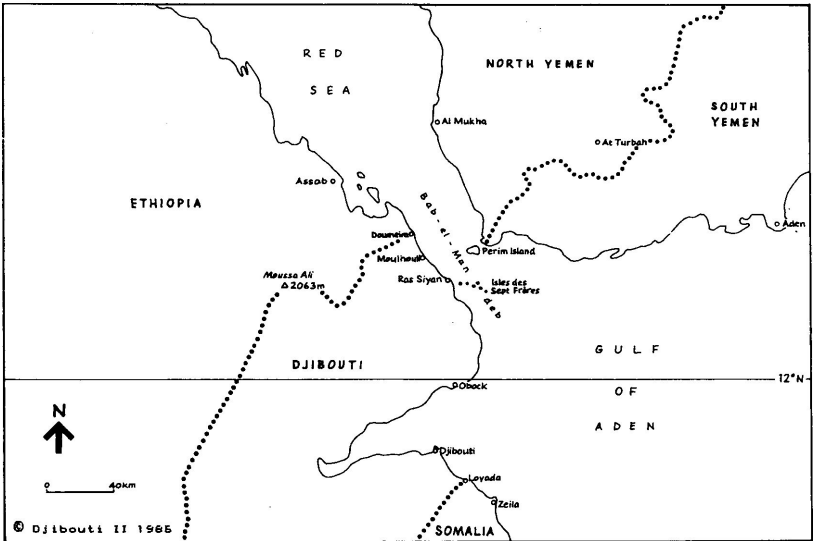 RED
SEA
NORTH YEMEN
SOUTH
YEMEN
Al Mukha
At Turbah
Assab
ETHIOPIA
Bab-el-Mandeb
Aden
Doumeira
Perim Island
Moulhoulé
Moussa Ali
2063m
Ras Siyan
Isles des
Sept Frères
DJIBOUTI
GULF
OF
ADEN
12°N
Obock
N
0 40km
Djibouti
Loyada
Zeila
© Djibouti II 1985
SOMALIA